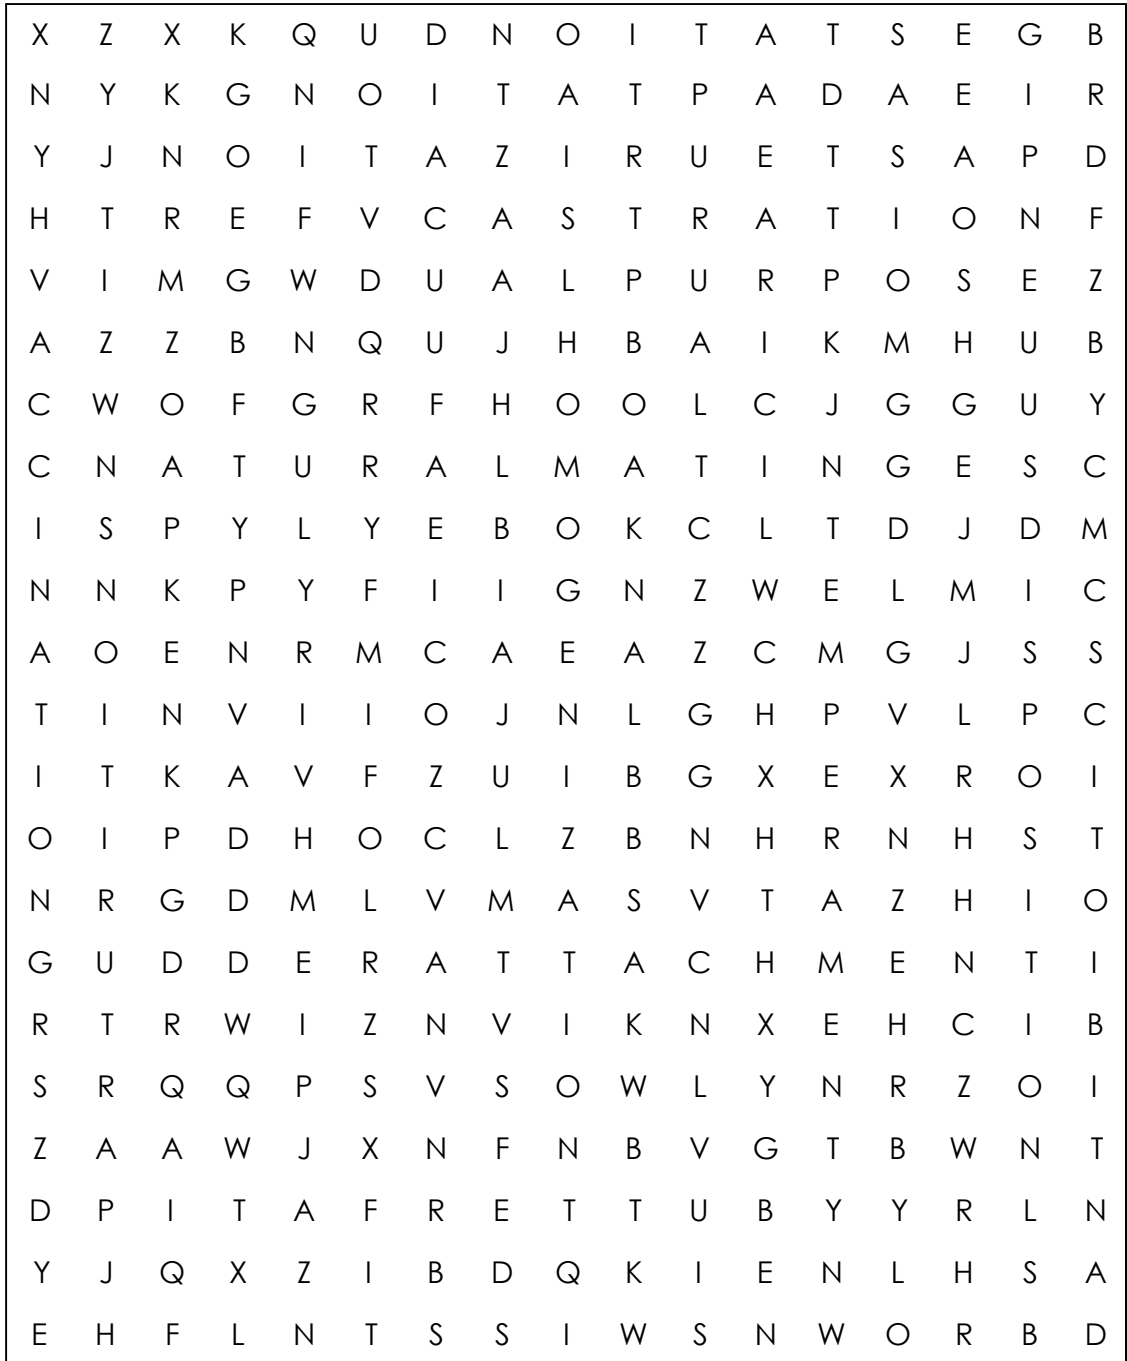 X Z X K Q U D N O I T A T S E G B
N Y K G N O I T A T P A D A E I R
Y J N O I T A Z I R U E T S A P D
H T R E F V C A S T R A T I O N F
V I M G W D U A L P U R P O S E Z
A Z Z B N Q U J H B A I K M H U B
C W O F G R F H O O L C J G G U Y
C N A T U R A L M A T I N G E S C
I S P Y L Y E B O K C L T D J D M
N N K P Y F I I G N Z W E L M I C
A O E N R M C A E A Z C M G J S S
T I N V I I O J N L G H P V L P C
I T K A V F Z U I B G X E X R O I
O I P D H O C L Z B N H R N H S T
N R G D M L V M A S V T A Z H I O
G U D D E R A T T A C H M E N T I
R T R W I Z N V I K N X E H C I B
S R Q Q P S V S O W L Y N R Z O I
Z A A W J X N F N B V G T B W N T
D P I T A F R E T T U B Y Y R L N
Y J Q X Z I B D Q K I E N L H S A
E H F L N T S S I W S N W O R B D